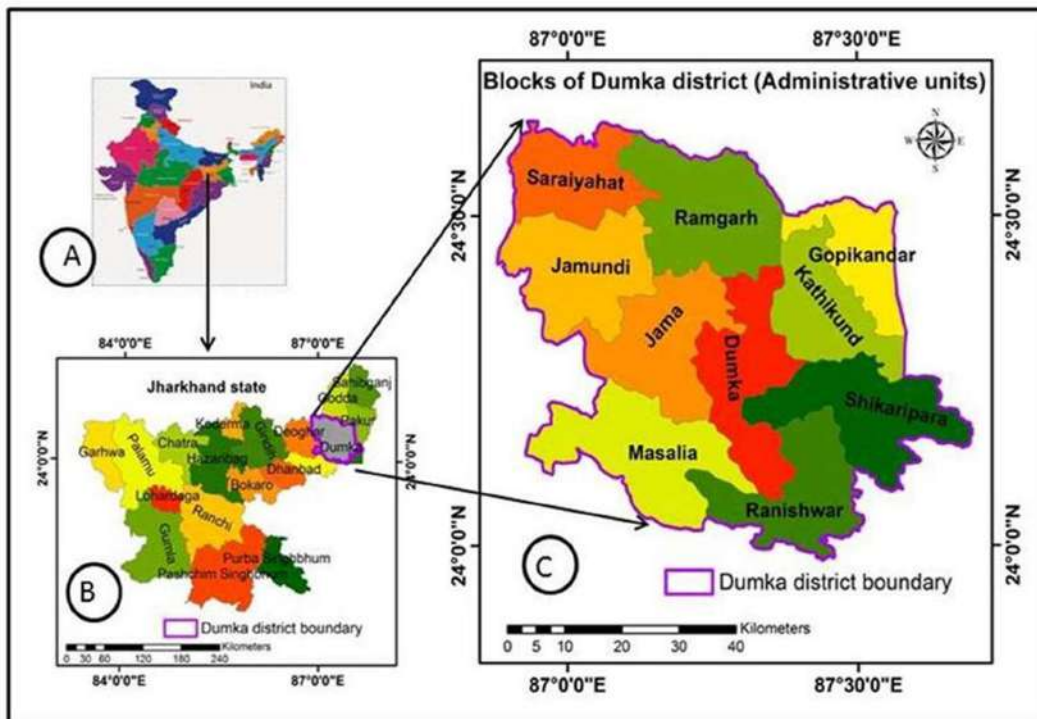 India
A
84°0'0"E 87°0'0"E
Jharkhand state
Sahibganj
Godda
Pakur
Koderma
Giridih
Deoghar
Dumka
Chatra
Garhwa
Palamu
Hazaribag
Dhanbad
Bokaro
Lohardaga
Ranchi
Gumla
Purba Singhbhum
Pashchim Singbhum
24°0'0"N
24°0'0"N
B
Dumka district boundary
Kilometers
0 30 60 120 180 240
84°0'0"E 87°0'0"E
87°0'0"E 87°30'0"E
Blocks of Dumka district (Administrative units)
N
W E
S
Saraiyahat
Ramgarh
24°30'0"N
24°30'0"N
Gopikandar
Jamundi
Kathikund
Jama
Dumka
Shikaripara
Masalia
Ranishwar
24°0'0"N
24°0'0"N
C
Dumka district boundary
Kilometers
0 5 10 20 30 40
87°0'0"E 87°30'0"E